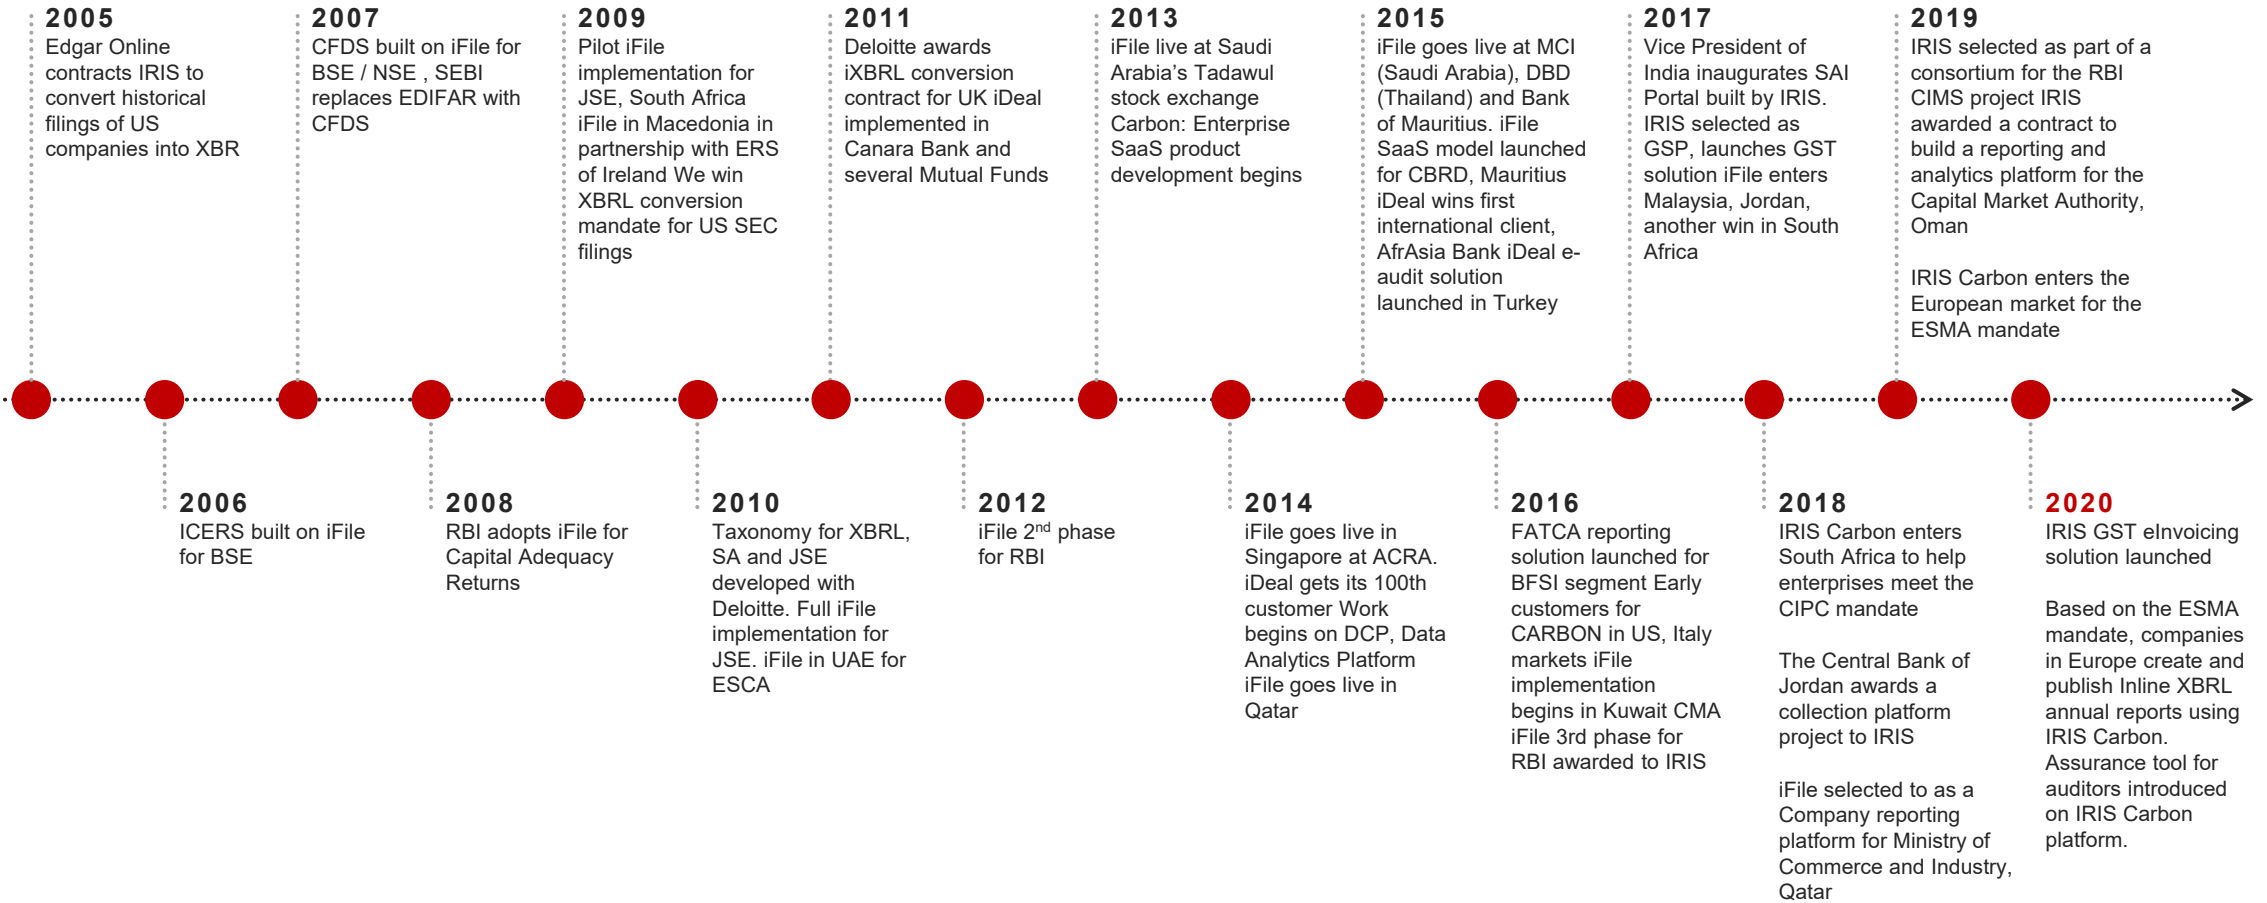 2005
Edgar Online
contracts IRIS to
convert historical
filings of US
companies into XBR
2007
CFDS built on iFile for
BSE / NSE , SEBI
replaces EDIFAR with
CFDS
2009
Pilot iFile
implementation for
JSE, South Africa
iFile in Macedonia in
partnership with ERS
of Ireland We win
XBRL conversion
mandate for US SEC
filings
2011
Deloitte awards
iXBRL conversion
contract for UK iDeal
implemented in
Canara Bank and
several Mutual Funds
2013
iFile live at Saudi
Arabia’s Tadawul
stock exchange
Carbon: Enterprise
SaaS product
development begins
2015
iFile goes live at MCI
(Saudi Arabia), DBD
(Thailand) and Bank
of Mauritius. iFile
SaaS model launched
for CBRD, Mauritius
iDeal wins first
international client,
AfrAsia Bank iDeal e-
audit solution
launched in Turkey
2017
Vice President of
India inaugurates SAI
Portal built by IRIS.
IRIS selected as
GSP, launches GST
solution iFile enters
Malaysia, Jordan,
another win in South
Africa
2019
IRIS selected as part of a
consortium for the RBI
CIMS project IRIS
awarded a contract to
build a reporting and
analytics platform for the
Capital Market Authority,
Oman
IRIS Carbon enters the
European market for the
ESMA mandate
2006
ICERS built on iFile
for BSE
2008
RBI adopts iFile for
Capital Adequacy
Returns
2010
Taxonomy for XBRL,
SA and JSE
developed with
Deloitte. Full iFile
implementation for
JSE. iFile in UAE for
ESCA
2012
iFile 2nd phase
for RBI
2014
iFile goes live in
Singapore at ACRA.
iDeal gets its 100th
customer Work
begins on DCP, Data
Analytics Platform
iFile goes live in
Qatar
2016
FATCA reporting
solution launched for
BFSI segment Early
customers for
CARBON in US, Italy
markets iFile
implementation
begins in Kuwait CMA
iFile 3rd phase for
RBI awarded to IRIS
2018
IRIS Carbon enters
South Africa to help
enterprises meet the
CIPC mandate
The Central Bank of
Jordan awards a
collection platform
project to IRIS
iFile selected to as a
Company reporting
platform for Ministry of
Commerce and Industry,
Qatar
2020
IRIS GST eInvoicing
solution launched
Based on the ESMA
mandate, companies
in Europe create and
publish Inline XBRL
annual reports using
IRIS Carbon.
Assurance tool for
auditors introduced
on IRIS Carbon
platform.